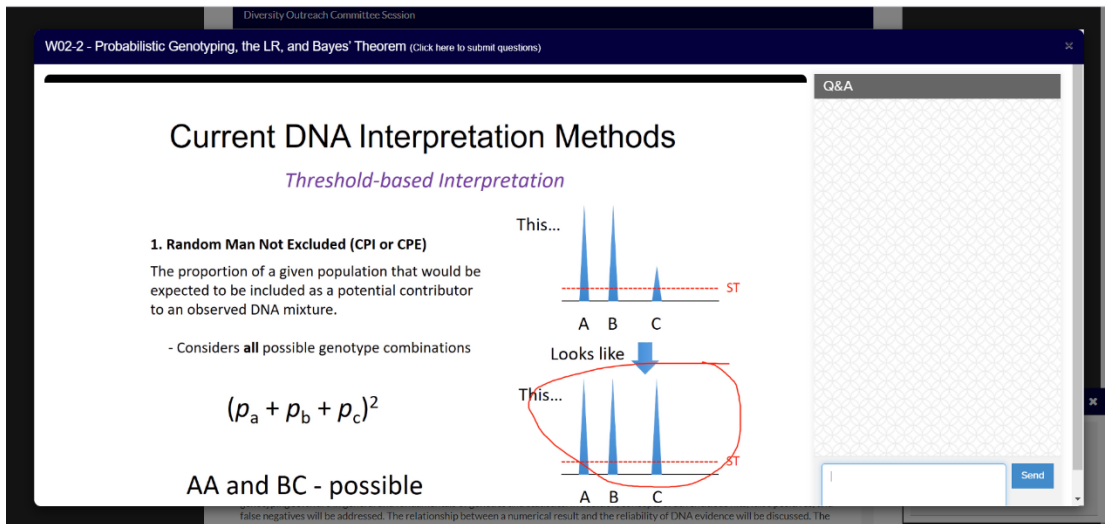 Diversity Outreach Committee Session
W02-2 - Probabilistic Genotyping, the LR, and Bayes' Theorem (Click here to submit questions)
×
Q&A
Current DNA Interpretation Methods
Threshold-based Interpretation
1. Random Man Not Excluded (CPI or CPE)
The proportion of a given population that would be
expected to be included as a potential contributor
to an observed DNA mixture.
- Considers all possible genotype combinations
(pa + pb + pc)2
AA and BC - possible
This...
ST
A B C
Looks like
This...
ST
A B C
×
Send
false negatives will be addressed. The relationship between a numerical result and the reliability of DNA evidence will be discussed. The